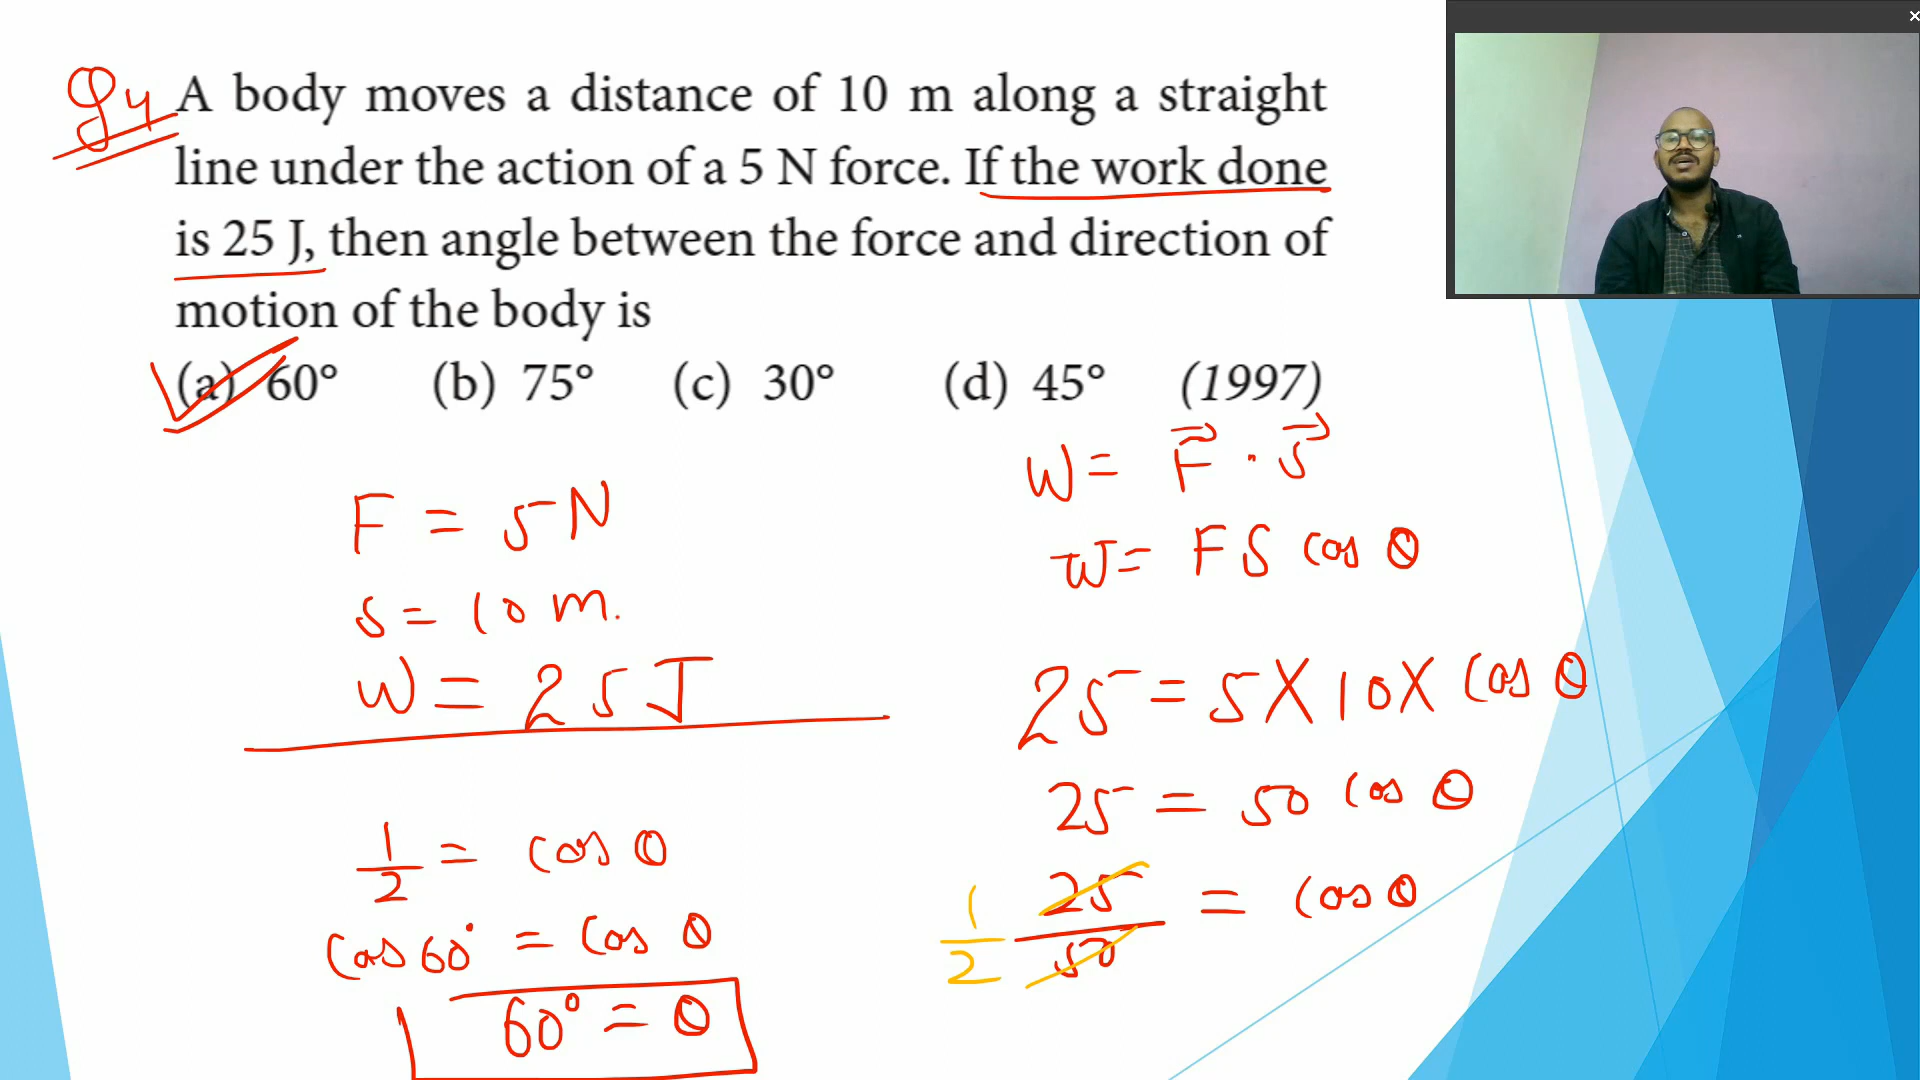 Q4 A body moves a distance of 10 m along a straight
line under the action of a 5 N force. If the work done
is 25 J, then angle between the force and direction of
motion of the body is
(a) 60° (b) 75° (c) 30° (d) 45° (1997)
F = 5N
s = 10 m.
W = 25 J
1/2 = cos θ
cos 60° = cos θ
60° = θ
W = F⃗ · s⃗
W = F S cos θ
25 = 5 X 10 X cos θ
25 = 50 cos θ
1/2 25/50 = cos θ